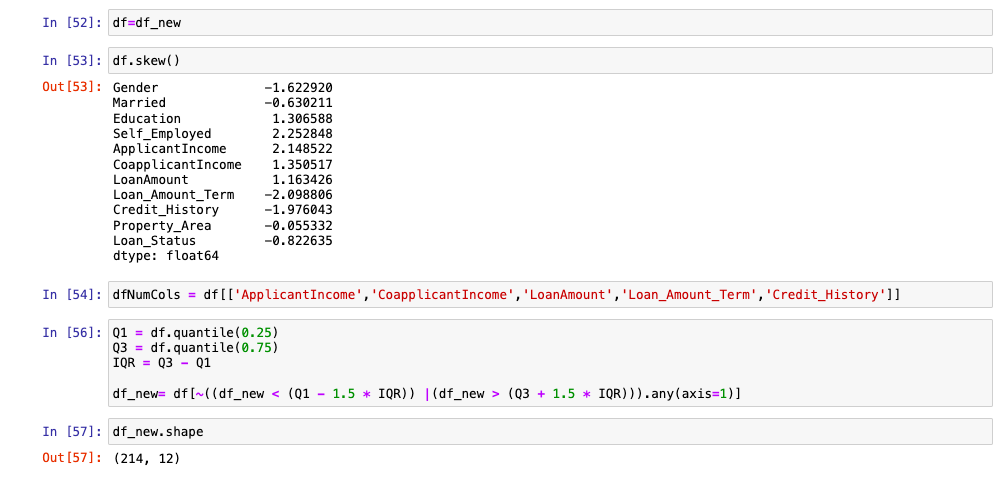 In [52]: df=df_new
In [53]: df.skew()
Out[53]: Gender -1.622920
Married -0.630211
Education 1.306588
Self_Employed 2.252848
ApplicantIncome 2.148522
CoapplicantIncome 1.350517
LoanAmount 1.163426
Loan_Amount_Term -2.098806
Credit_History -1.976043
Property_Area -0.055332
Loan_Status -0.822635
dtype: float64
In [54]: dfNumCols = df[['ApplicantIncome','CoapplicantIncome','LoanAmount','Loan_Amount_Term','Credit_History']]
In [56]: Q1 = df.quantile(0.25)
Q3 = df.quantile(0.75)
IQR = Q3 - Q1
df_new= df[~((df_new < (Q1 - 1.5 * IQR)) |(df_new > (Q3 + 1.5 * IQR))).any(axis=1)]
In [57]: df_new.shape
Out[57]: (214, 12)